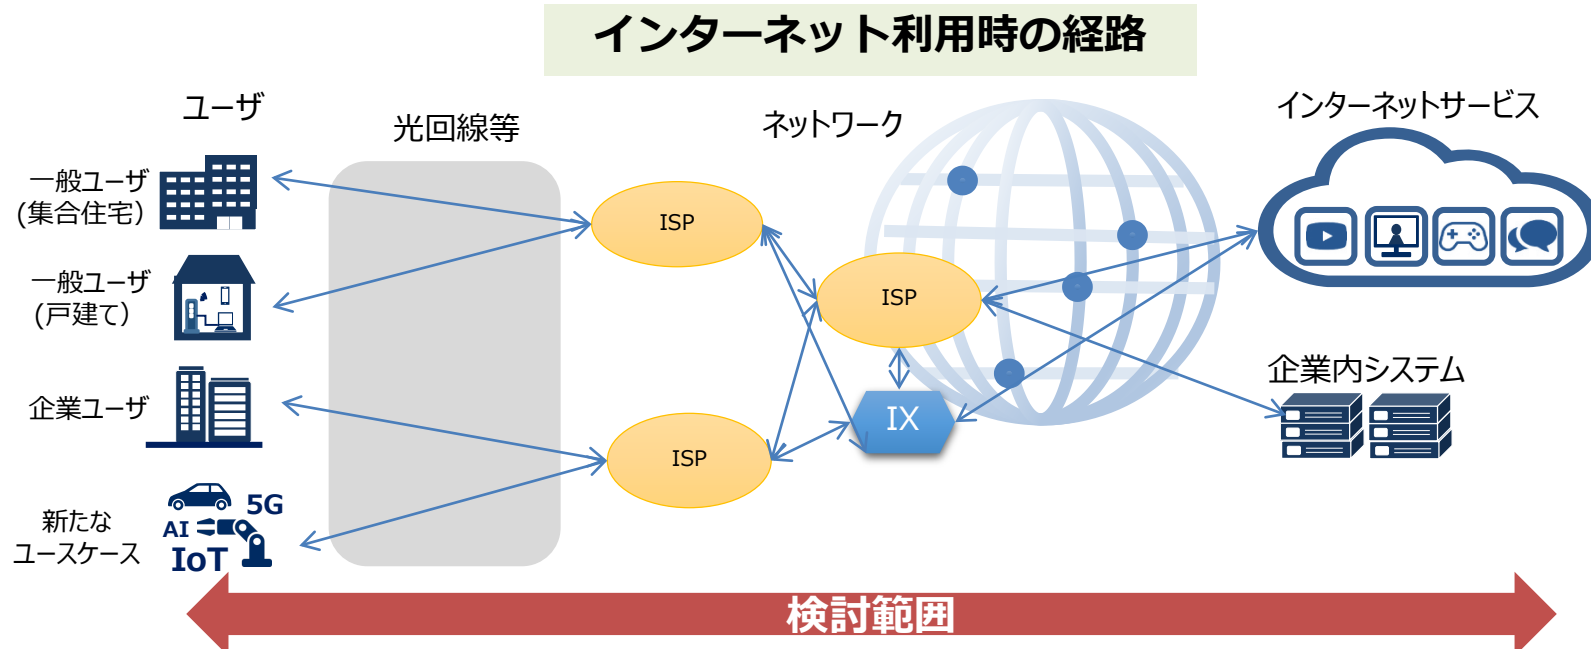 インターネット利用時の経路
ユーザ
光回線等
ネットワーク
インターネットサービス
一般ユーザ
(集合住宅)
一般ユーザ
(戸建て)
企業ユーザ
新たな
ユースケース
5G
AI
IoT
ISP
ISP
ISP
IX
企業内システム
検討範囲